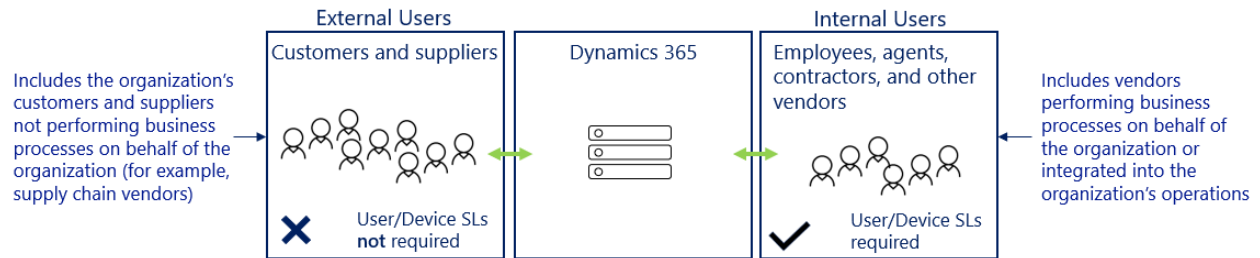 External Users
Internal Users
Customers and suppliers
Dynamics 365
Employees, agents,
contractors, and other
vendors
Includes the organization's
customers and suppliers
not performing business
processes on behalf of the
organization (for example,
supply chain vendors)
Includes vendors
performing business
processes on behalf of
the organization or
integrated into the
organization's operations
User/Device SLs
not required
User/Device SLs
required